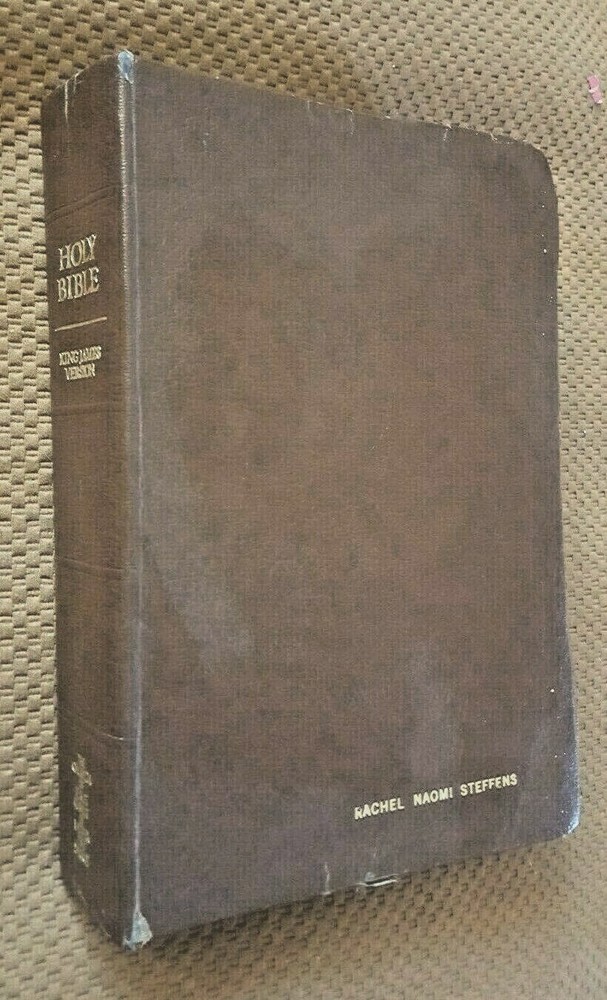 HOLY
BIBLE
KING JAMES
VERSION
RACHEL NAOMI STEFFENS